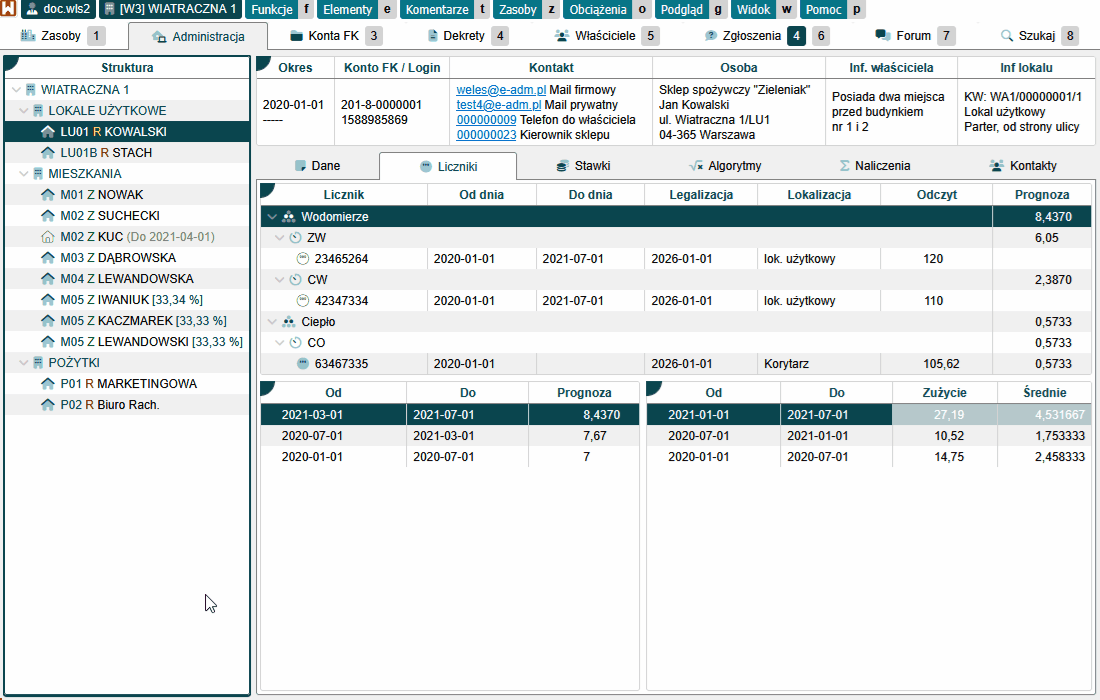 W doc.wls2 [W3] WIATRACZNA 1 Funkcje f Elementy e Komentarze t Zasoby z Obciążenia o Podgląd g Widok w Pomoc p
Zasoby 1 Administracja Konta FK 3 Dekrety 4 Właściciele 5 Zgłoszenia 4 6 Forum 7 Szukaj 8
Struktura
WIATRACZNA 1
LOKALE UŻYTKOWE
LU01 R KOWALSKI
LU01B R STACH
MIESZKANIA
M01 Z NOWAK
M02 Z SUCHECKI
M02 Z KUC (Do 2021-04-01)
M03 Z DĄBROWSKA
M04 Z LEWANDOWSKA
M05 Z IWANIUK [33,34 %]
M05 Z KACZMAREK [33,33 %]
M05 Z LEWANDOWSKI [33,33 %]
POŻYTKI
P01 R MARKETINGOWA
P02 R Biuro Rach.
Okres Konto FK / Login Kontakt Osoba Inf. właściciela Inf lokalu
2020-01-01
-----
201-8-0000001
1588985869
weles@e-adm.pl Mail firmowy
test4@e-adm.pl Mail prywatny
000000009 Telefon do właściciela
000000023 Kierownik sklepu
Sklep spożywczy "Zieleniak"
Jan Kowalski
ul. Wiatraczna 1/LU1
04-365 Warszawa
Posiada dwa miejsca
przed budynkiem
nr 1 i 2
KW: WA1/00000001/1
Lokal użytkowy
Parter, od strony ulicy
Dane Liczniki Stawki Algorytmy Naliczenia Kontakty
Licznik Od dnia Do dnia Legalizacja Lokalizacja Odczyt Prognoza
Wodomierze 8,4370
ZW 6,05
23465264 2020-01-01 2021-07-01 2026-01-01 lok. użytkowy 120
CW 2,3870
42347334 2020-01-01 2021-07-01 2026-01-01 lok. użytkowy 110
Ciepło 0,5733
CO 0,5733
63467335 2020-01-01 2026-01-01 Korytarz 105,62 0,5733
Od Do Prognoza
2021-03-01 2021-07-01 8,4370
2020-07-01 2021-03-01 7,67
2020-01-01 2020-07-01 7
Od Do Zużycie Średnie
2021-01-01 2021-07-01 27,19 4,531667
2020-07-01 2021-01-01 10,52 1,753333
2020-01-01 2020-07-01 14,75 2,458333